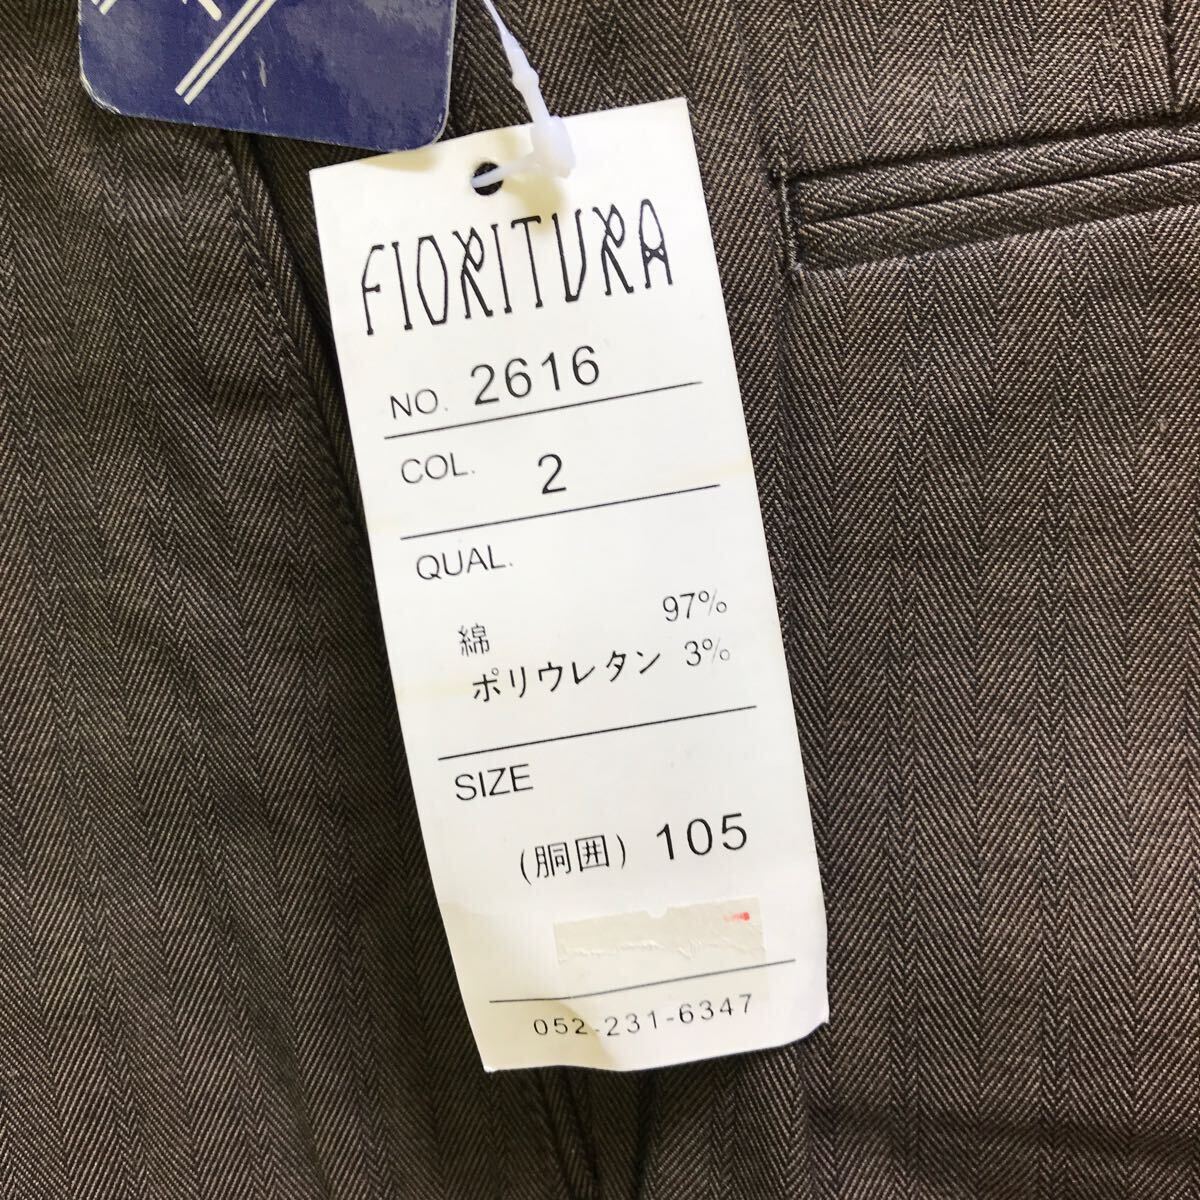 FIORITURA
NO. 2616
COL. 2
QUAL.
綿 97%
ポリウレタン 3%
SIZE
(胴囲) 105
052-231-6347